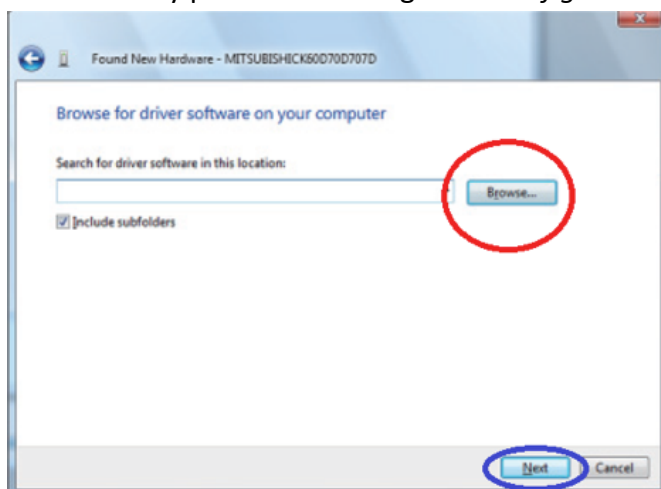 Found New Hardware - MITSUBISHICK60D70D707D
Browse for driver software on your computer
Search for driver software in this location:
Browse...
Include subfolders
Next Cancel